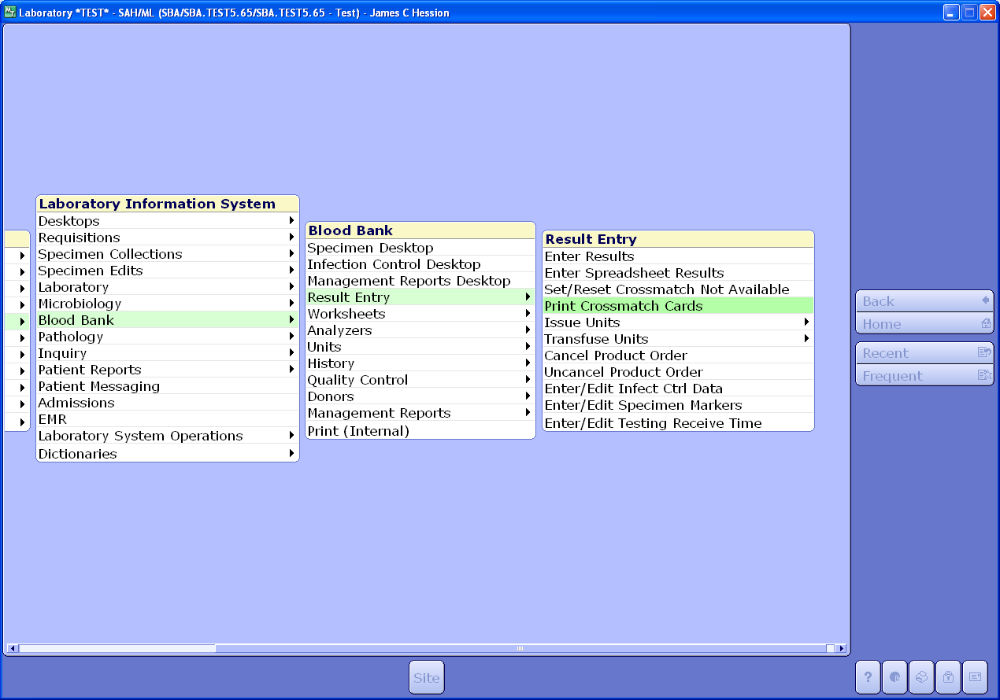 Laboratory *TEST* - SAH/ML (SBA/SBA.TEST5.65/SBA.TEST5.65 - Test) - James C Hession
Laboratory Information System
Desktops
Requisitions
Specimen Collections
Specimen Edits
Laboratory
Microbiology
Blood Bank
Pathology
Inquiry
Patient Reports
Patient Messaging
Admissions
EMR
Laboratory System Operations
Dictionaries
Blood Bank
Specimen Desktop
Infection Control Desktop
Management Reports Desktop
Result Entry
Worksheets
Analyzers
Units
History
Quality Control
Donors
Management Reports
Print (Internal)
Result Entry
Enter Results
Enter Spreadsheet Results
Set/Reset Crossmatch Not Available
Print Crossmatch Cards
Issue Units
Transfuse Units
Cancel Product Order
Uncancel Product Order
Enter/Edit Infect Ctrl Data
Enter/Edit Specimen Markers
Enter/Edit Testing Receive Time
Back
Home
Recent
Frequent
Site
?